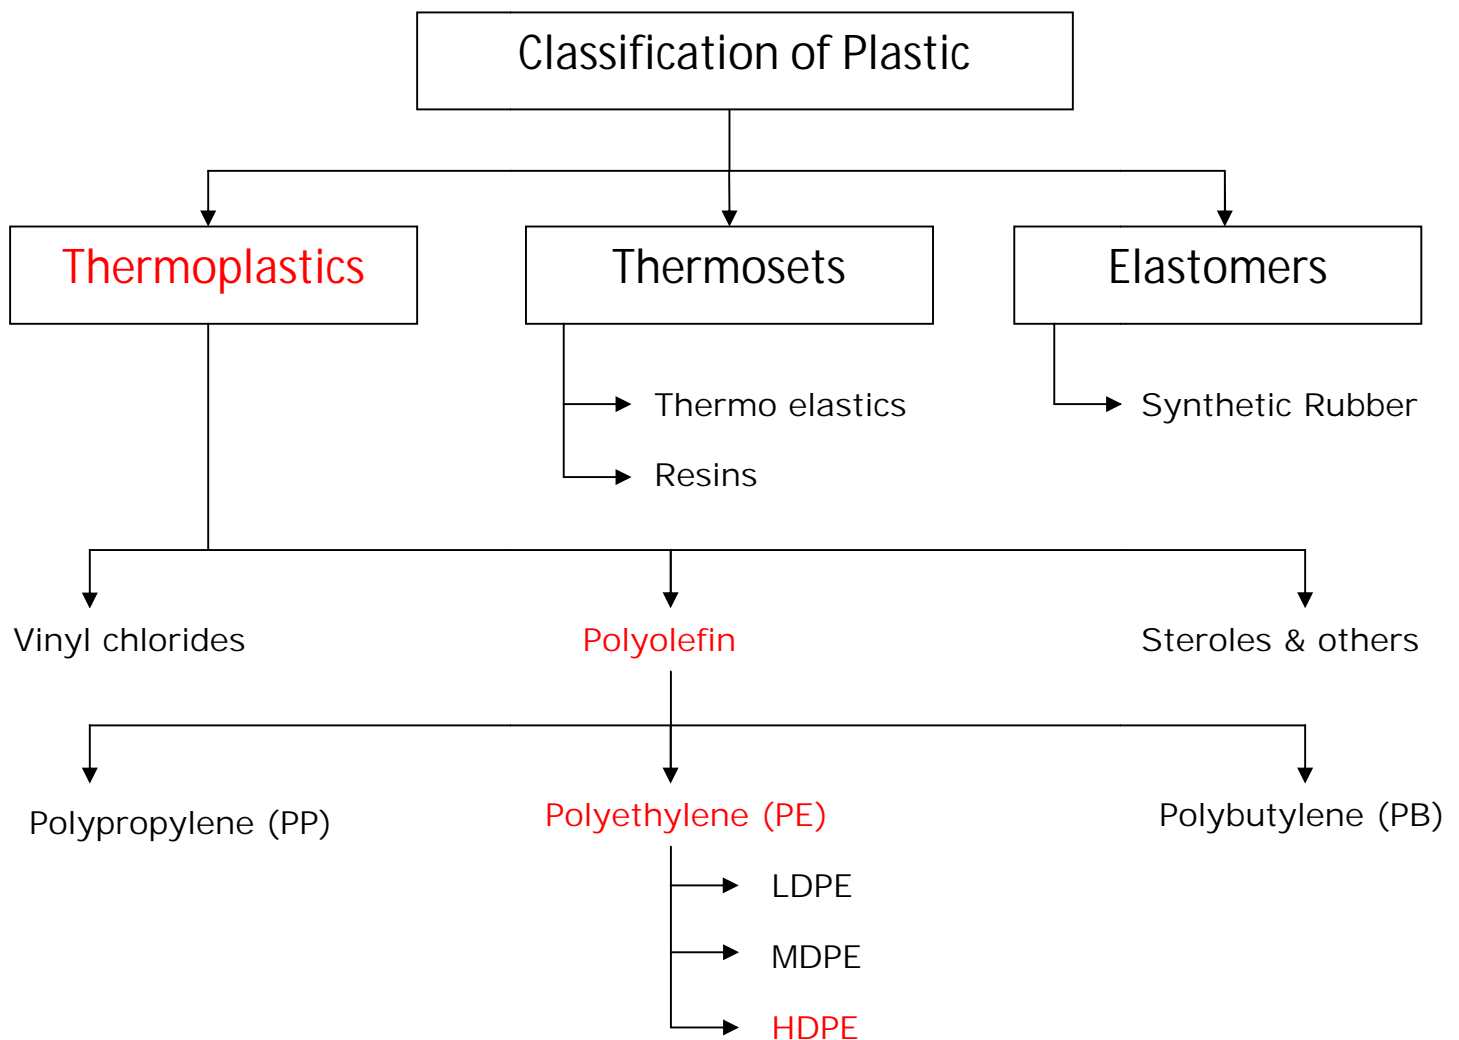 Classification of Plastic
Thermoplastics
Thermosets
Elastomers
Thermo elastics
Synthetic Rubber
Resins
Vinyl chlorides
Polyolefin
Steroles & others
Polypropylene (PP)
Polyethylene (PE)
Polybutylene (PB)
LDPE
MDPE
HDPE